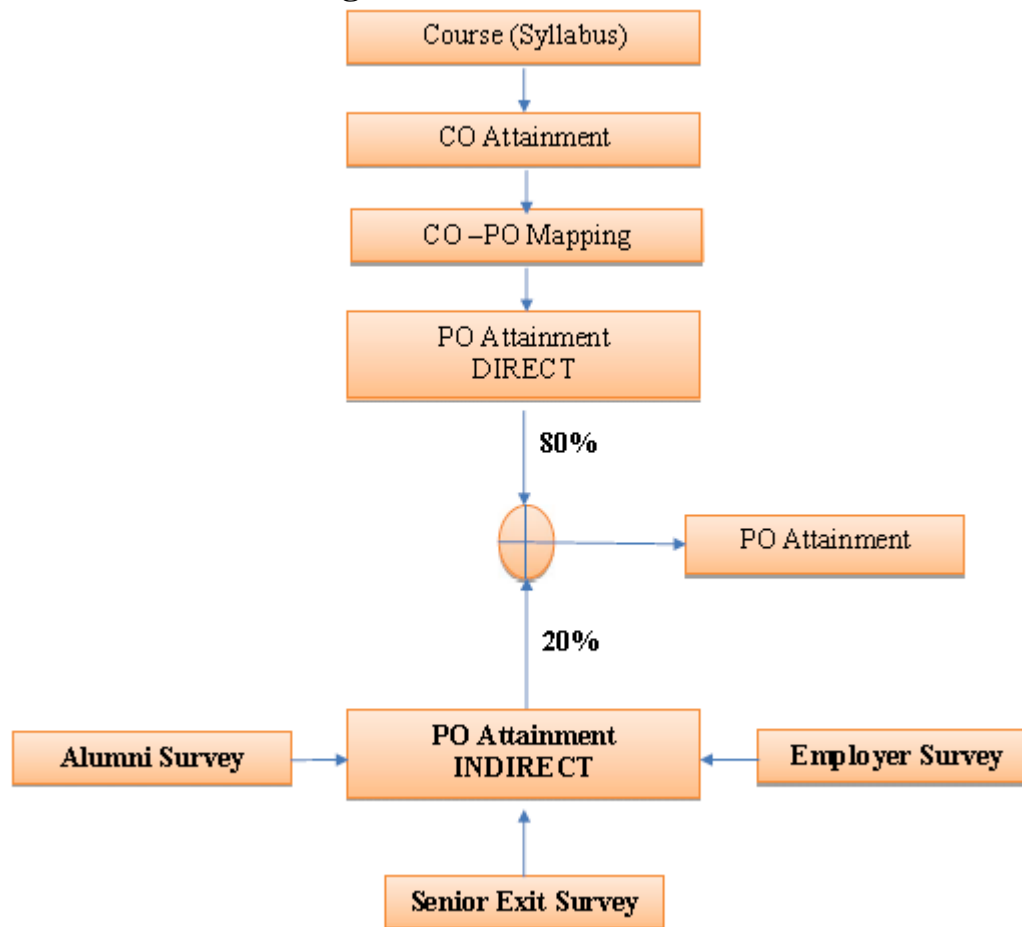 Course (Syllabus)
CO Attainment
CO –PO Mapping
PO Attainment
DIRECT
80%
PO Attainment
20%
PO Attainment
INDIRECT
Alumni Survey
Employer Survey
Senior Exit Survey